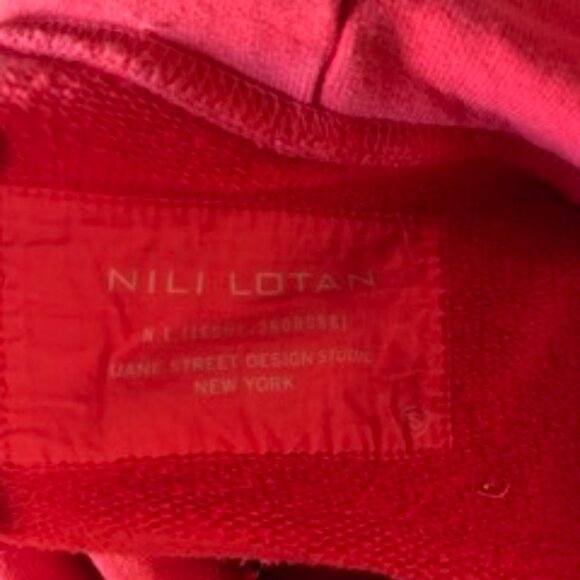 NILI LOTAN
JANE STREET DESIGN STUDIO
NEW YORK